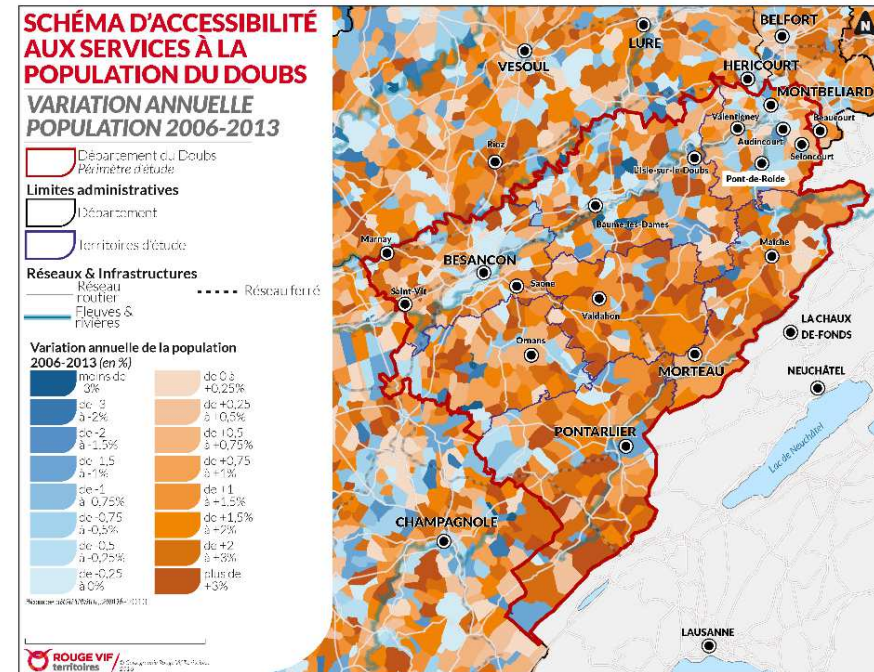 SCHÉMA D'ACCESSIBILITÉ
AUX SERVICES À LA
POPULATION DU DOUBS
VARIATION ANNUELLE
POPULATION 2006-2013
Département du Doubs
Périmètre d'étude
Limites administratives
Département
Territoires d'étude
Réseaux & Infrastructures
Réseau
routier
Réseau ferré
Fleuves &
rivières
Variation annuelle de la population
2006-2013 (en %)
moins de
-3%
de -3
à -2%
de -2
à -1,5%
de -1,5
à -1%
de -1
à -0,75%
de -0,75
à -0,5%
de -0,5
à -0,25%
de -0,25
à 0%
de 0 à
+0,25%
de +0,25
à +0,5%
de +0,5
à +0,75%
de +0,75
à +1%
de +1
à +1,5%
de +1,5%
à +2%
de +2
à +3%
plus de
+3%
ROUGE VIF
territoires
N
BELFORT
LURE
VESOUL
HERICOURT
MONTBELIARD
Valentigney
Beaucourt
Audincourt
Seloncourt
Rioz
L'Isle-sur-le Doubs
Pont-de-Roide
Baume-les-Dames
Marnay
BESANCON
Maîche
Saône
Saint-Vit
Valdahon
LA CHAUX
DE-FONDS
Ornans
MORTEAU
NEUCHÂTEL
PONTARLIER
Lac de Neuchâtel
CHAMPAGNOLE
LAUSANNE